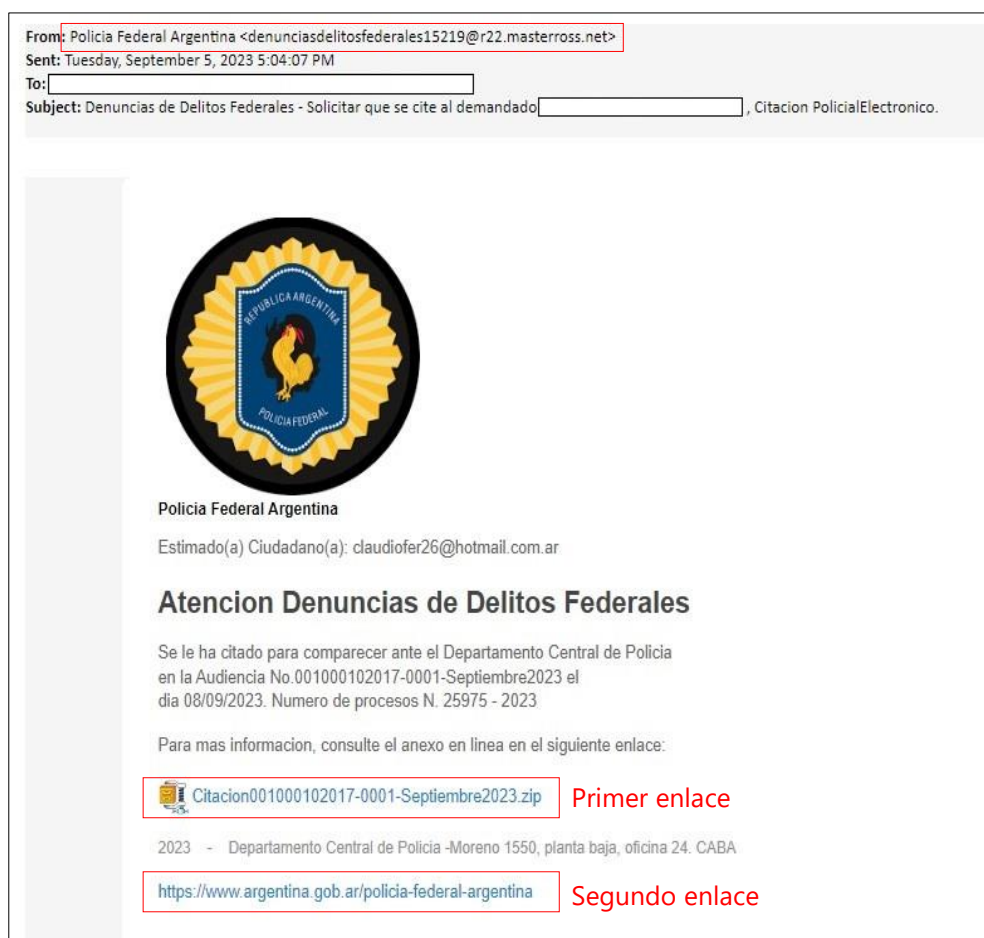 From: Policia Federal Argentina <denunciasdelitosfederales15219@r22.masterross.net>
Sent: Tuesday, September 5, 2023 5:04:07 PM
To:
Subject: Denuncias de Delitos Federales - Solicitar que se cite al demandado , Citacion PolicialElectronico.
REPUBLICA ARGENTINA
POLICIA FEDERAL
Policia Federal Argentina
Estimado(a) Ciudadano(a): claudiofer26@hotmail.com.ar
Atencion Denuncias de Delitos Federales
Se le ha citado para comparecer ante el Departamento Central de Policia
en la Audiencia No.001000102017-0001-Septiembre2023 el
dia 08/09/2023. Numero de procesos N. 25975 - 2023
Para mas informacion, consulte el anexo en linea en el siguiente enlace:
Citacion001000102017-0001-Septiembre2023.zip Primer enlace
2023 - Departamento Central de Policia -Moreno 1550, planta baja, oficina 24. CABA
https://www.argentina.gob.ar/policia-federal-argentina Segundo enlace